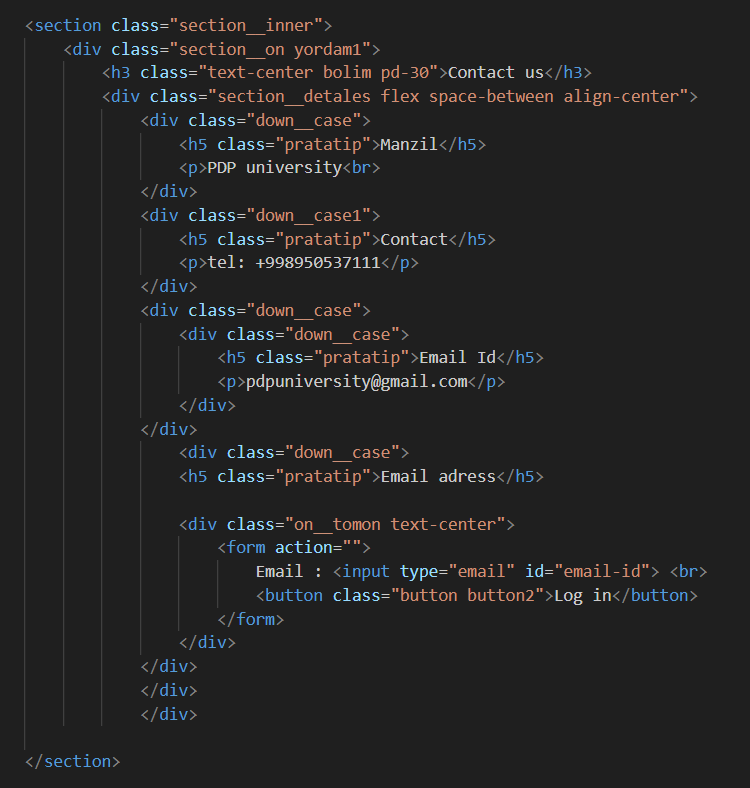 <section class="section__inner">
<div class="section__on yordam1">
<h3 class="text-center bolim pd-30">Contact us</h3>
<div class="section__detales flex space-between align-center">
<div class="down__case">
<h5 class="pratatip">Manzil</h5>
<p>PDP university<br>
</div>
<div class="down__case1">
<h5 class="pratatip">Contact</h5>
<p>tel: +998950537111</p>
</div>
<div class="down__case">
<div class="down__case">
<h5 class="pratatip">Email Id</h5>
<p>pdpuniversity@gmail.com</p>
</div>
</div>
<div class="down__case">
<h5 class="pratatip">Email adress</h5>
<div class="on__tomon text-center">
<form action="">
Email : <input type="email" id="email-id"> <br>
<button class="button button2">Log in</button>
</form>
</div>
</div>
</div>
</div>
</section>